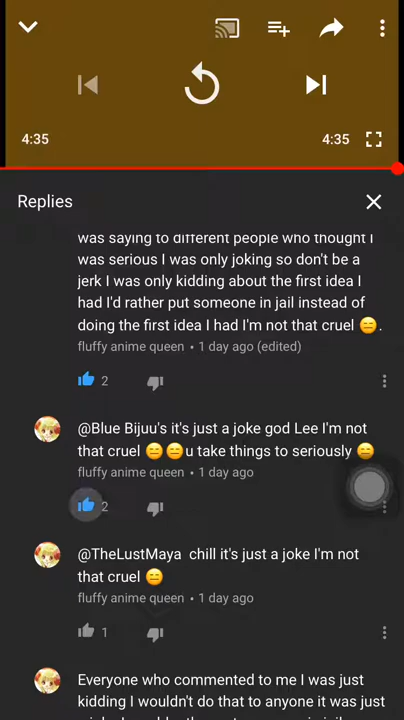 4:35
4:35
Replies
was saying to different people who thought I
was serious I was only joking so don't be a
jerk I was only kidding about the first idea I
had I'd rather put someone in jail instead of
doing the first idea I had I'm not that cruel 😑.
fluffy anime queen • 1 day ago (edited)
2
@Blue Bijuu's it's just a joke god Lee I'm not
that cruel 😑😑u take things to seriously 😑
fluffy anime queen • 1 day ago
2
@TheLustMaya chill it's just a joke I'm not
that cruel 😑
fluffy anime queen • 1 day ago
1
Everyone who commented to me I was just
kidding I wouldn't do that to anyone it was just